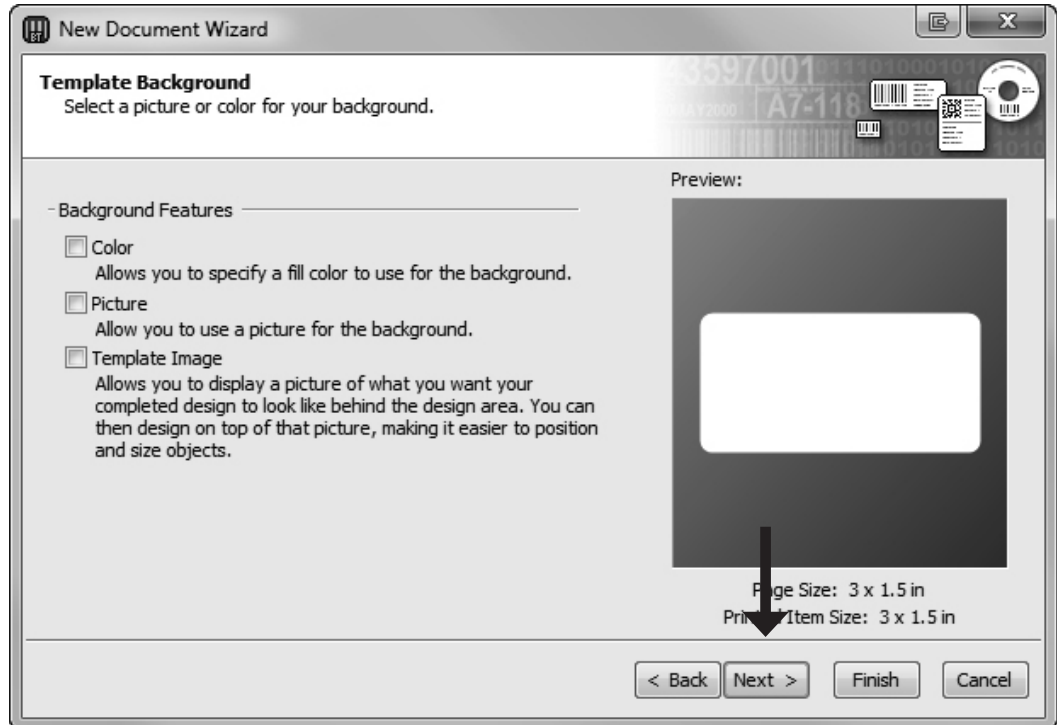 New Document Wizard
Template Background
Select a picture or color for your background.
43597001
A7-118
Preview:
Background Features
Color
Allows you to specify a fill color to use for the background.
Picture
Allow you to use a picture for the background.
Template Image
Allows you to display a picture of what you want your
completed design to look like behind the design area. You can
then design on top of that picture, making it easier to position
and size objects.
Size: 3 x 1.5 in
Item Size: 3 x 1.5 in
< Back Next > Finish Cancel